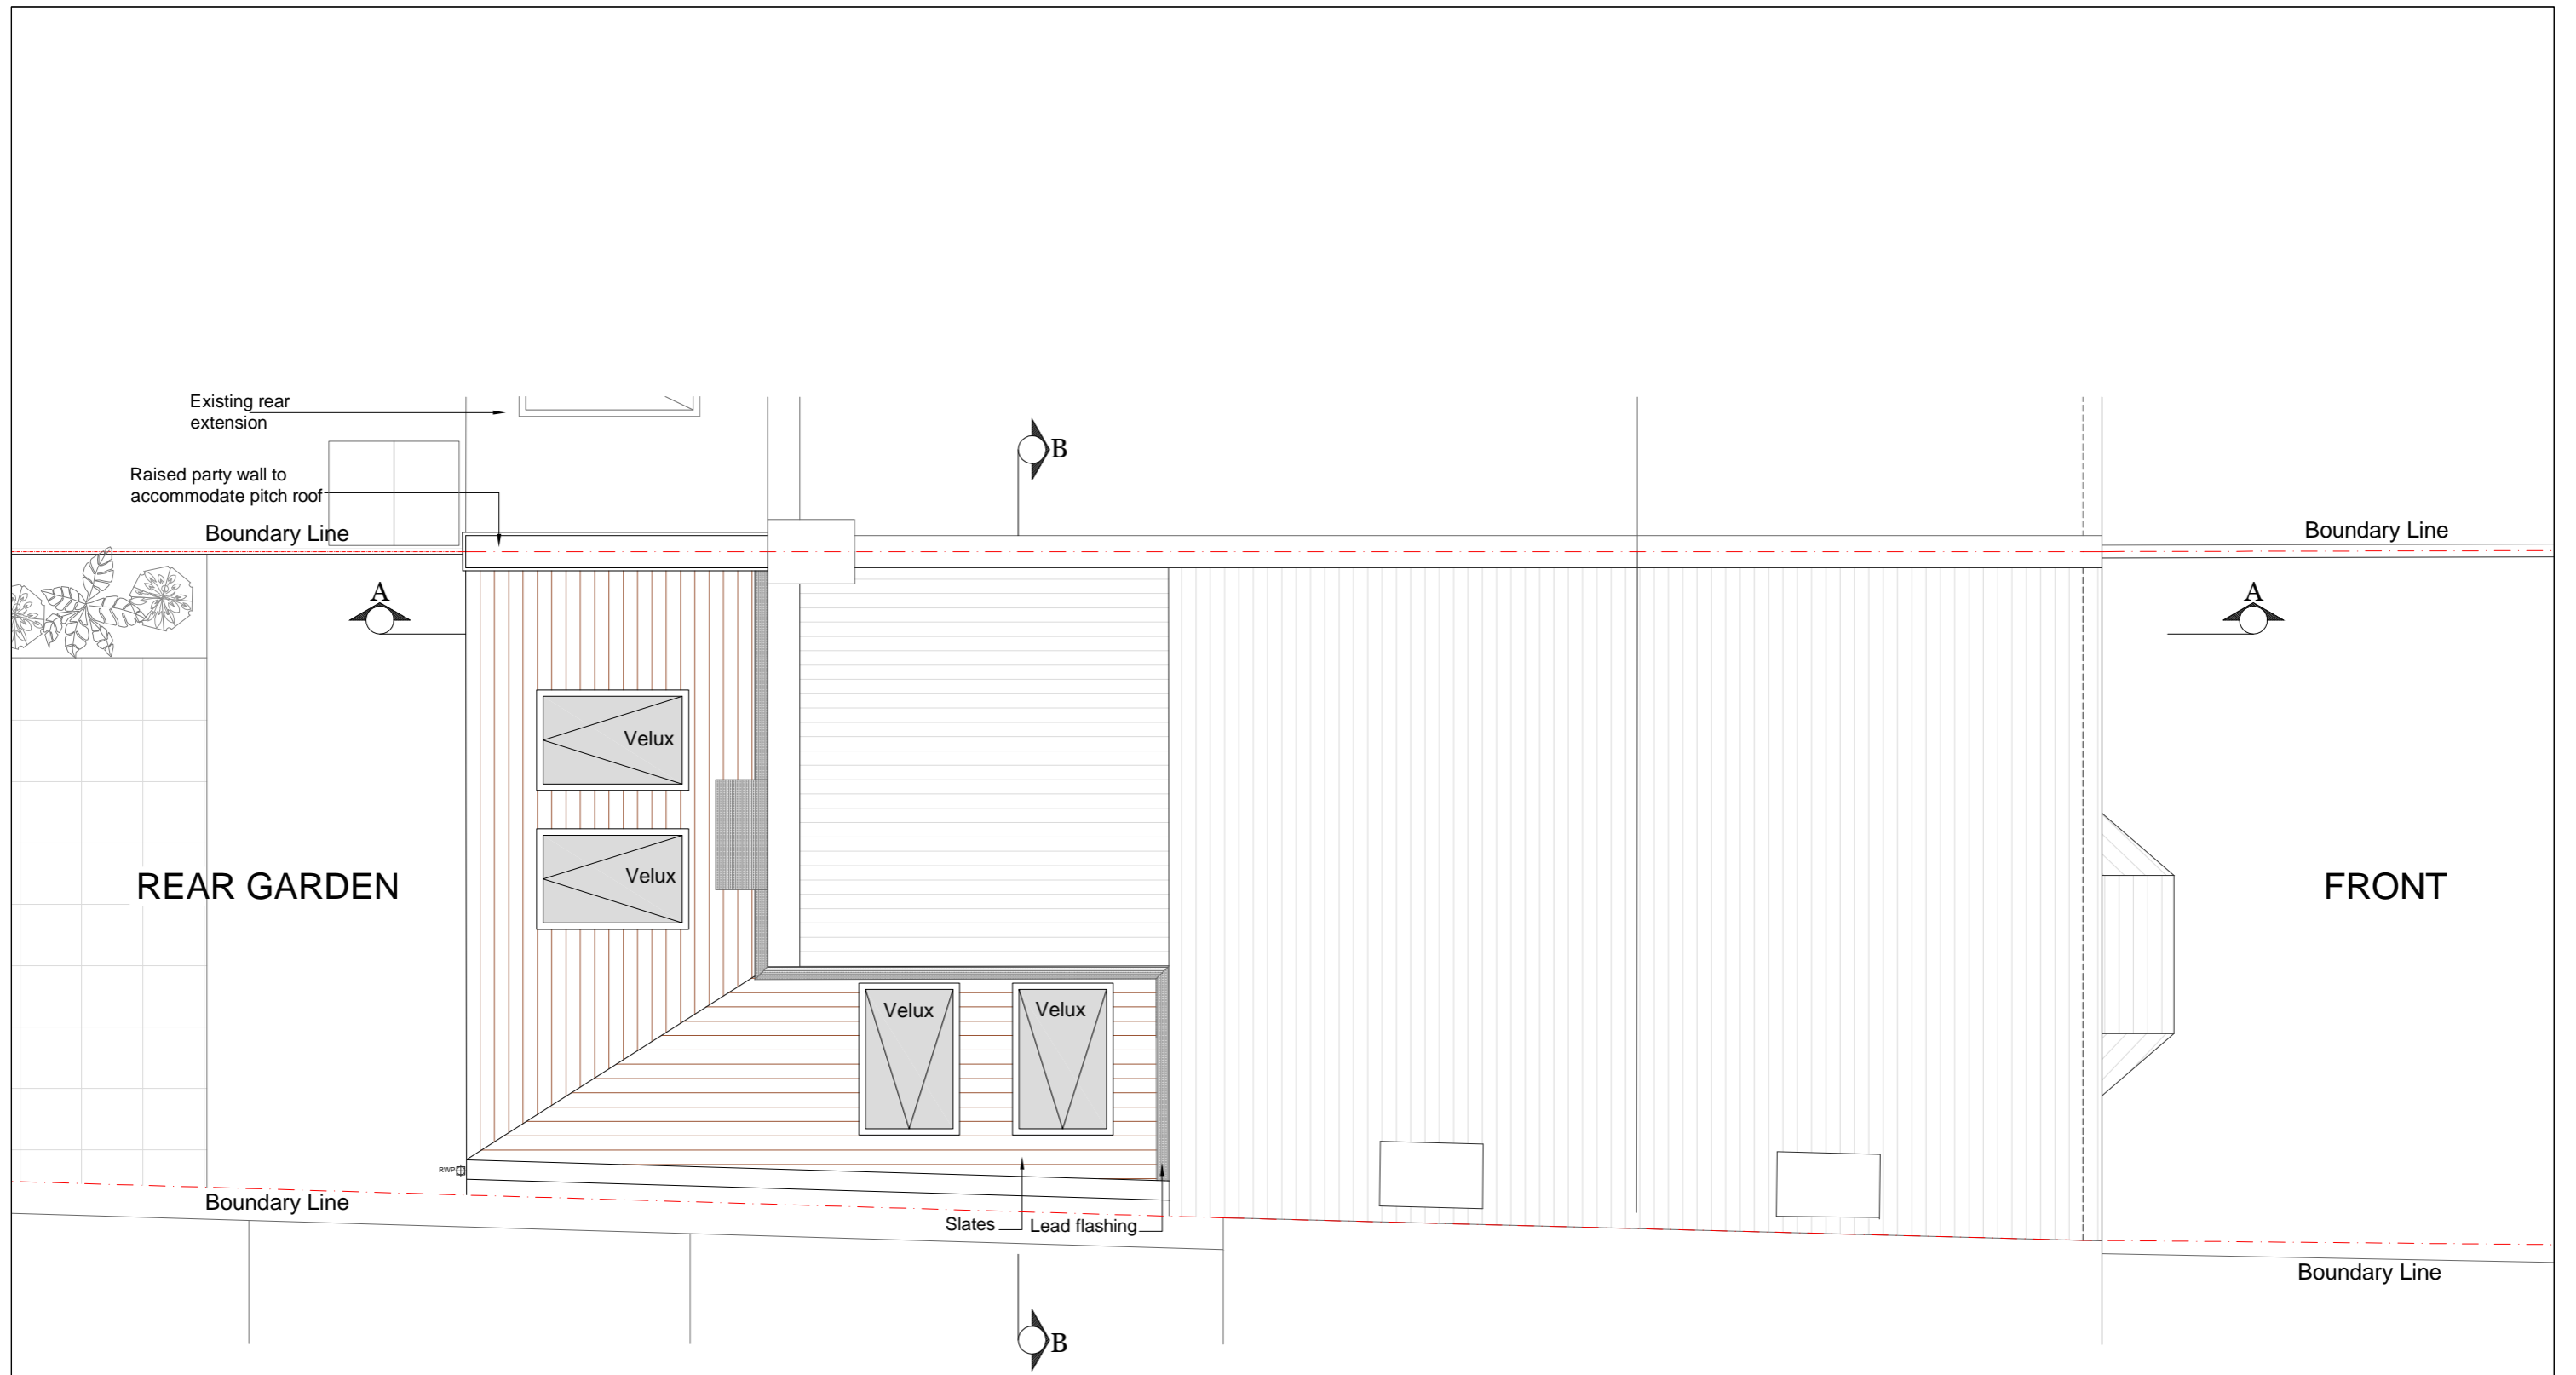 Existing rear
extension
B
Raised party wall to
accommodate pitch roof
Boundary Line
Boundary Line
A
A
Velux
Velux
REAR GARDEN
FRONT
Velux
Velux
RWP
Boundary Line
Slates
Lead flashing
Boundary Line
B